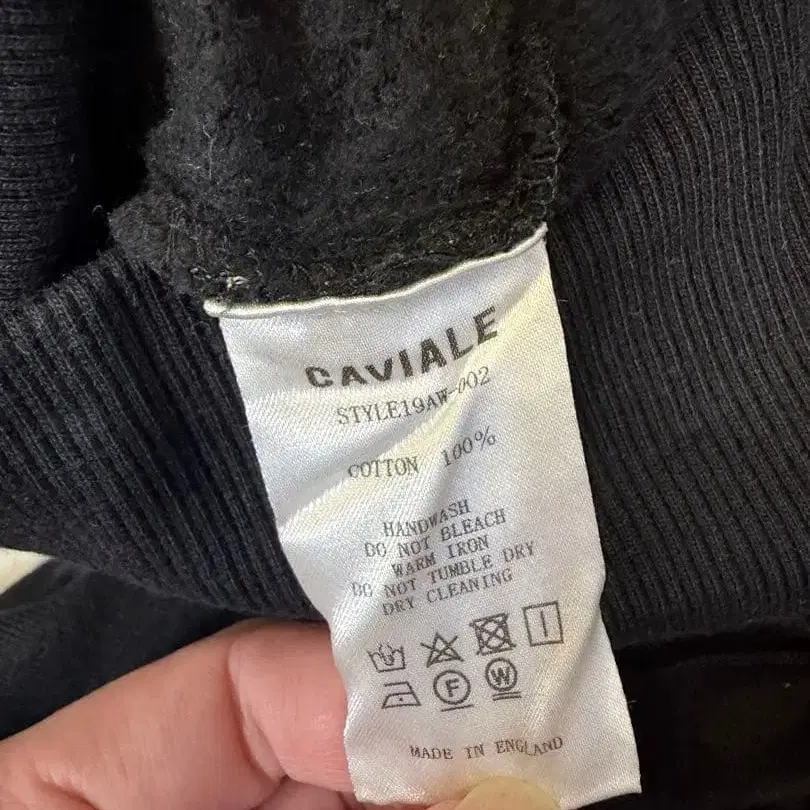 CAVIALE
STYLE19AW-002
COTTON 100%
HANDWASH
DO NOT BLEACH
WARM IRON
DO NOT TUMBLE DRY
DRY CLEANING
F W
MADE IN ENGLAND